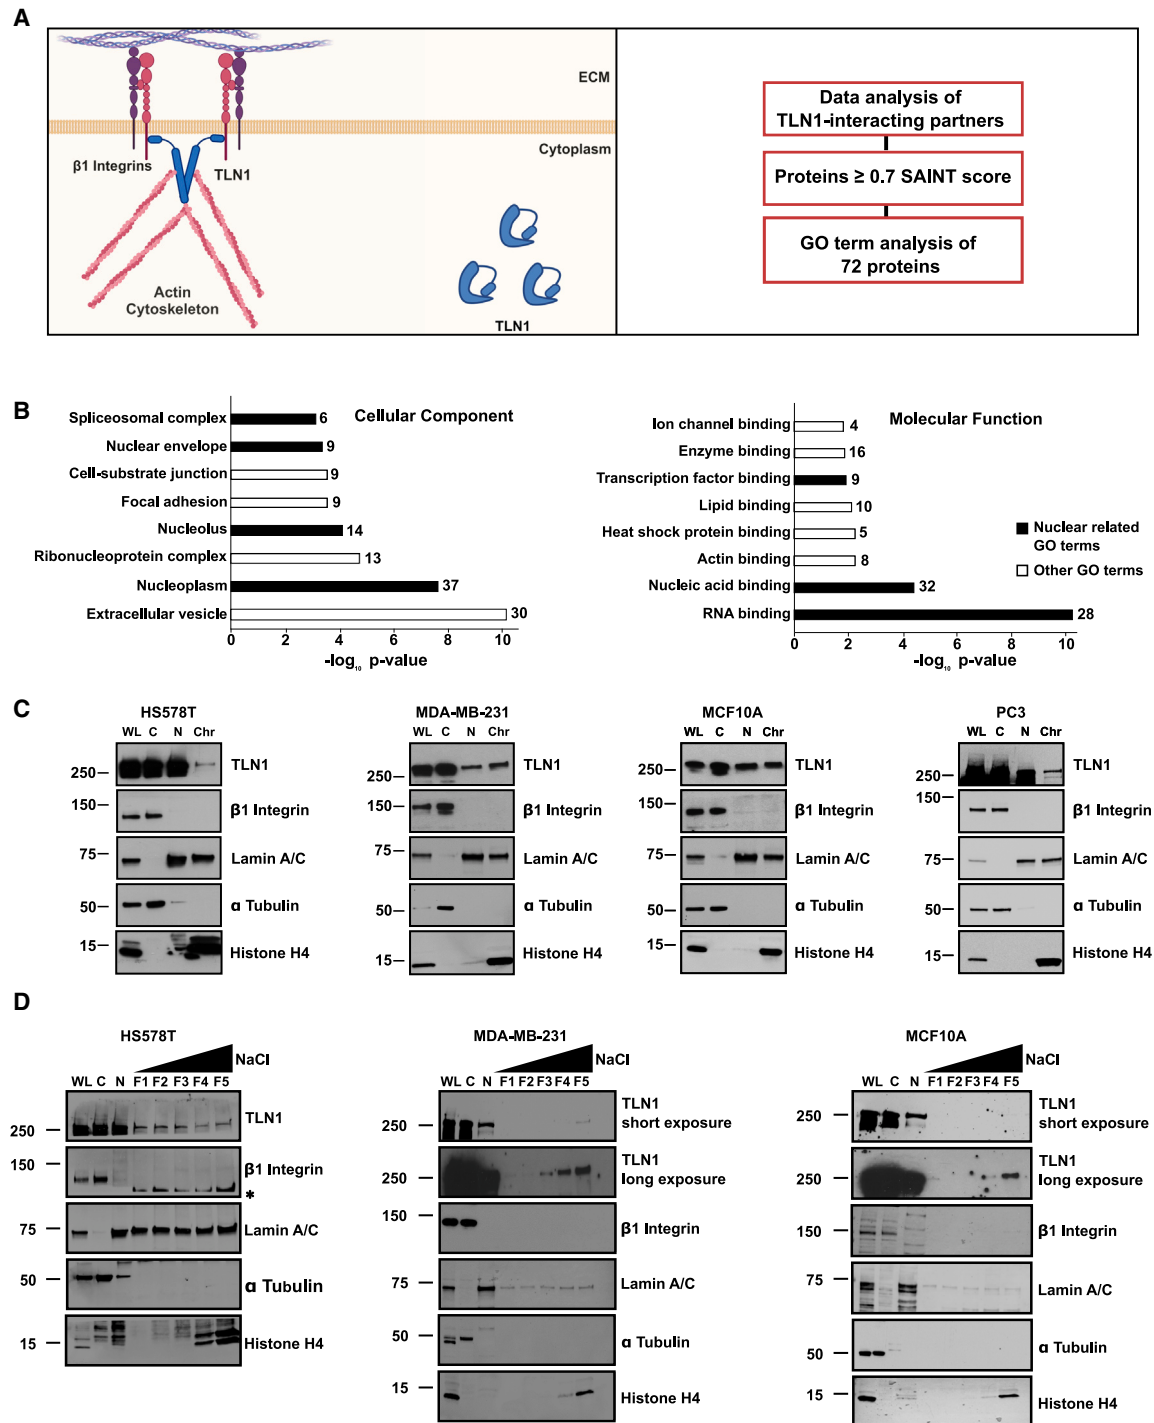 A
ECM
Cytoplasm
β1 Integrins
TLN1
Actin
Cytoskeleton
TLN1
Data analysis of
TLN1-interacting partners
Proteins ≥ 0.7 SAINT score
GO term analysis of
72 proteins
B
Cellular Component
Spliceosomal complex 6
Nuclear envelope 9
Cell-substrate junction 9
Focal adhesion 9
Nucleolus 14
Ribonucleoprotein complex 13
Nucleoplasm 37
Extracellular vesicle 30
0 2 4 6 8 10
-log₁₀ p-value
Molecular Function
Ion channel binding 4
Enzyme binding 16
Transcription factor binding 9
Lipid binding 10
Heat shock protein binding 5
Actin binding 8
Nucleic acid binding 32
RNA binding 28
0 2 4 6 8 10
-log₁₀ p-value
Nuclear related
GO terms
Other GO terms
C
HS578T
WL C N Chr
250 TLN1
150 β1 Integrin
75 Lamin A/C
50 α Tubulin
15 Histone H4
MDA-MB-231
WL C N Chr
250 TLN1
150 β1 Integrin
75 Lamin A/C
50 α Tubulin
15 Histone H4
MCF10A
WL C N Chr
250 TLN1
150 β1 Integrin
75 Lamin A/C
50 α Tubulin
15 Histone H4
PC3
WL C N Chr
250 TLN1
150 β1 Integrin
75 Lamin A/C
50 α Tubulin
15 Histone H4
D
HS578T
NaCl
WL C N F1 F2 F3 F4 F5
250 TLN1
150 β1 Integrin
*
75 Lamin A/C
50 α Tubulin
15 Histone H4
MDA-MB-231
NaCl
WL C N F1 F2 F3 F4 F5
250 TLN1
short exposure
250 TLN1
long exposure
150 β1 Integrin
75 Lamin A/C
50 α Tubulin
15 Histone H4
MCF10A
NaCl
WL C N F1 F2 F3 F4 F5
250 TLN1
short exposure
250 TLN1
long exposure
150 β1 Integrin
75 Lamin A/C
50 α Tubulin
15 Histone H4